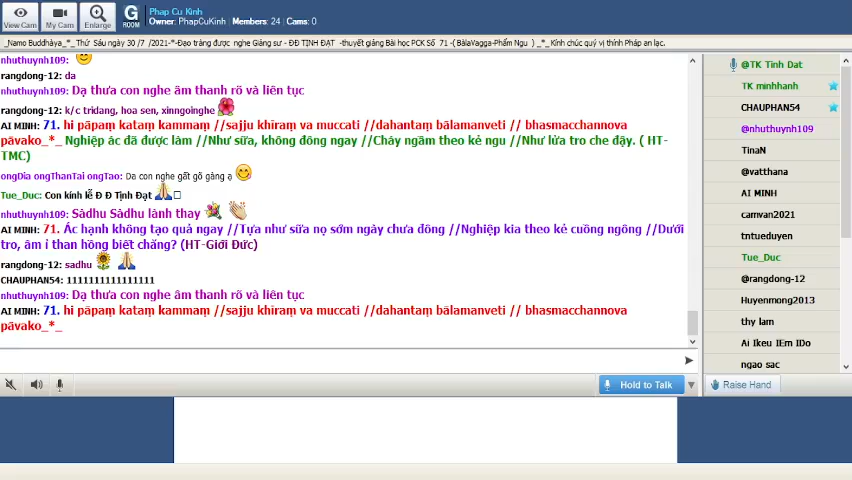 Phap Cu Kinh
Owner: PhapCuKinh | Members: 24 | Cams: 0
View Cam
My Cam
Enlarge
G
ROOM
_Namo Buddhàya_*_ Thứ Sáu ngày 30 /7 /2021-*-Đạo tràng được nghe Giảng sư - ĐĐ TỊNH ĐẠT -thuyết giảng Bài học PCK Số 71 -( BàlaVagga-Phẩm Ngu ) _*_ Kính chúc quý vị thính Pháp an lạc.
nhuthuynh109:
rangdong-12: da
nhuthuynh109: Dạ thưa con nghe âm thanh rõ và liên tục
rangdong-12: k/c tridang, hoa sen, xinngoinghe
AI MINH: 71. hi pāpaṃ kataṃ kammaṃ //sajju khīraṃ va muccati //dahantaṃ bālamanveti // bhasmacchannova
pāvako_*_ Nghiệp ác đã được làm //Như sữa, không đông ngay //Cháy ngầm theo kẻ ngu //Như lửa tro che đậy. ( HT-
TMC)
ongDia ongThanTai ongTao: Da con nghe gất gõ gàng ạ
Tue_Duc: Con kính lễ Đ Đ Tịnh Đạt
nhuthuynh109: Sàdhu Sàdhu lành thay
AI MINH: 71. Ác hạnh không tạo quả ngay //Tựa như sữa nọ sớm ngày chưa đông //Nghiệp kia theo kẻ cuồng ngông //Dưới
tro, âm ỉ than hồng biết chăng? (HT-Giới Đức)
rangdong-12: sadhu
CHAUPHAN54: 1111111111111111
nhuthuynh109: Dạ thưa con nghe âm thanh rõ và liên tục
AI MINH: 71. hi pāpaṃ kataṃ kammaṃ //sajju khīraṃ va muccati //dahantaṃ bālamanveti // bhasmacchannova
pāvako_*_
Hold to Talk
@TK Tinh Dat
TK minhhanh
CHAUPHAN54
@nhuthuynh109
TinaN
@vatthana
AI MINH
camvan2021
tntueduyen
Tue_Duc
@rangdong-12
Huyenmong2013
thy lam
Ai Ikeu IEm IDo
ngao sac
Raise Hand